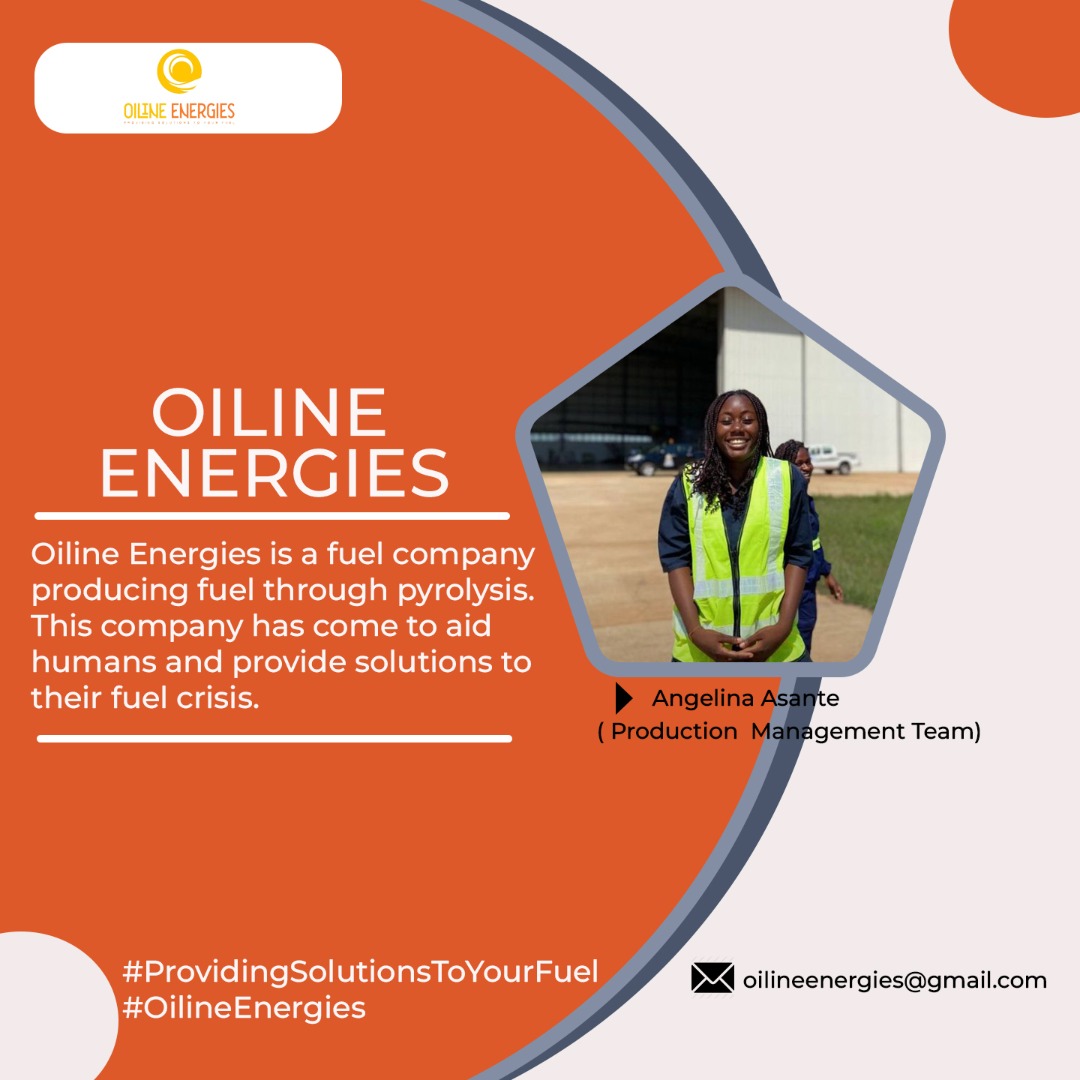 OILINE ENERGIES
OILINE
ENERGIES
Oiline Energies is a fuel company
producing fuel through pyrolysis.
This company has come to aid
humans and provide solutions to
their fuel crisis.
Angelina Asante
( Production Management Team)
#ProvidingSolutionsToYourFuel
#OilineEnergies
oilineenergies@gmail.com